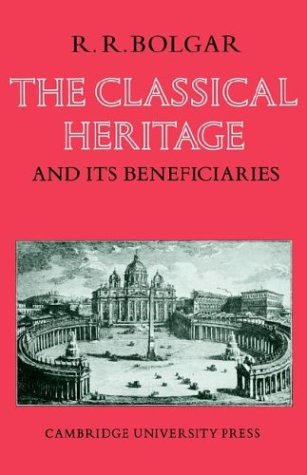 R. R. BOLGAR
THE CLASSICAL
HERITAGE
AND ITS BENEFICIARIES
CAMBRIDGE UNIVERSITY PRESS